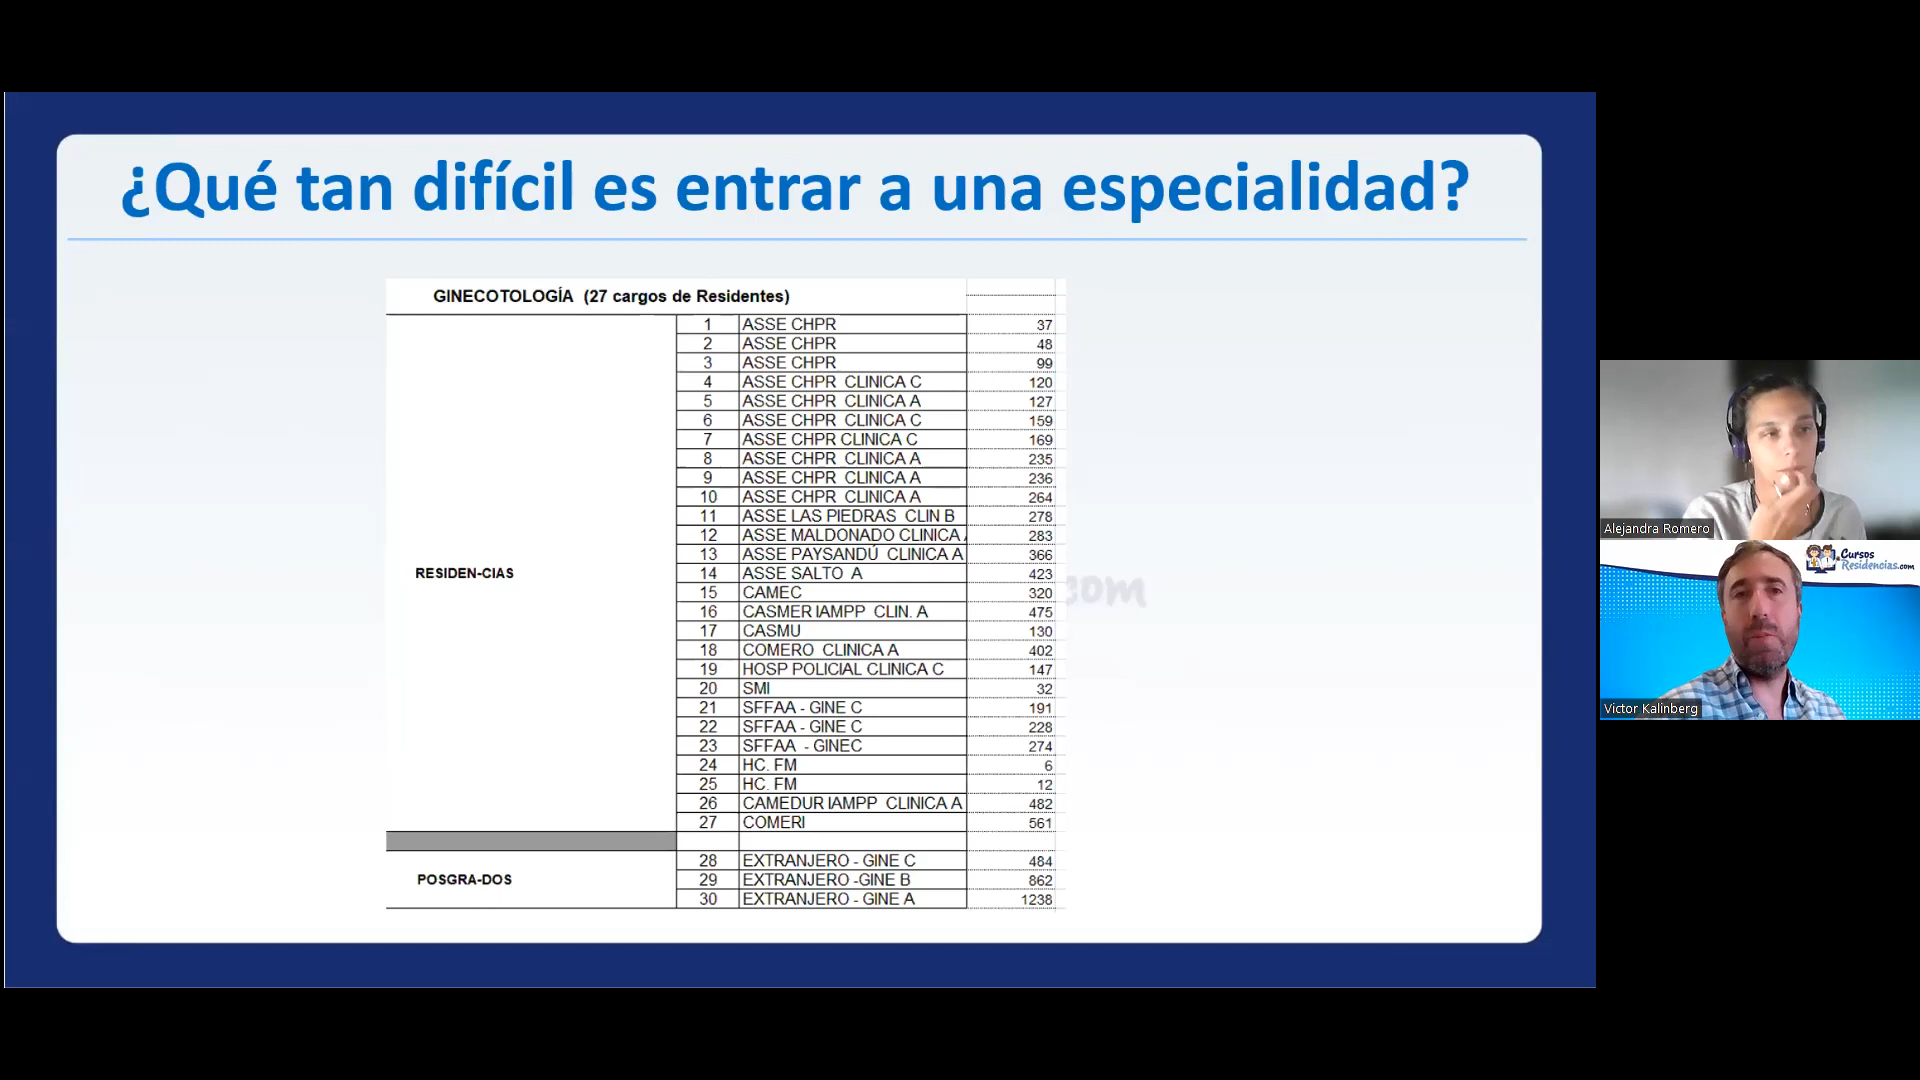 ¿Qué tan difícil es entrar a una especialidad?
GINECOTOLOGÍA (27 cargos de Residentes)
RESIDEN-CIAS
1 ASSE CHPR 37
2 ASSE CHPR 48
3 ASSE CHPR 99
4 ASSE CHPR CLINICA C 120
5 ASSE CHPR CLINICA A 127
6 ASSE CHPR CLINICA C 159
7 ASSE CHPR CLINICA C 169
8 ASSE CHPR CLINICA A 235
9 ASSE CHPR CLINICA A 236
10 ASSE CHPR CLINICA A 264
11 ASSE LAS PIEDRAS CLIN B 278
12 ASSE MALDONADO CLINICA 283
13 ASSE PAYSANDÚ CLINICA A 366
14 ASSE SALTO A 423
15 CAMEC 320
16 CASMER IAMPP CLIN. A 475
17 CASMU 130
18 COMERO CLINICA A 402
19 HOSP POLICIAL CLINICA C 147
20 SMI 32
21 SFFAA - GINE C 191
22 SFFAA - GINE C 228
23 SFFAA - GINEC 274
24 HC. FM 6
25 HC. FM 12
26 CAMEDUR IAMPP CLINICA A 482
27 COMERI 561
POSGRA-DOS
28 EXTRANJERO - GINE C 484
29 EXTRANJERO -GINE B 862
30 EXTRANJERO - GINE A 1238
com
Alejandra Romero
Cursos
Residencias.com
Victor Kalinberg